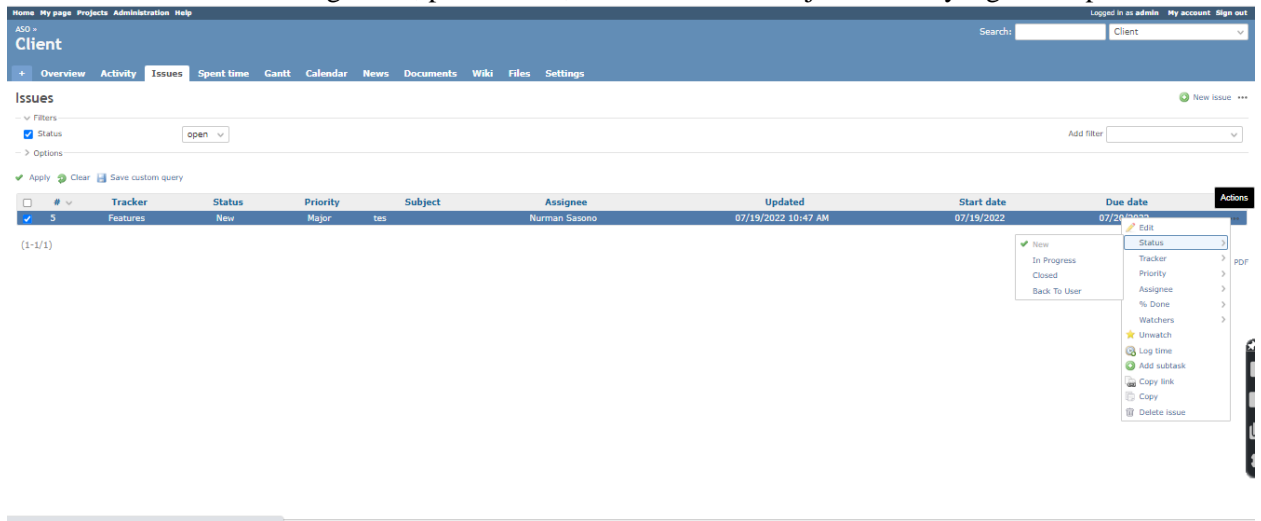 Home My page Projects Administration Help Logged in as admin My account Sign out
ASO »
Client
Search: Client
+ Overview Activity Issues Spent time Gantt Calendar News Documents Wiki Files Settings
Issues
New issue ...
Filters
Status open Add filter
Options
Apply Clear Save custom query
# Tracker Status Priority Subject Assignee Updated Start date Due date
Actions
5 Features New Major tes Nurman Sasono 07/19/2022 10:47 AM 07/19/2022 07/20/2022
(1-1/1)
PDF
Edit
Status
Tracker
Priority
Assignee
% Done
Watchers
Unwatch
Log time
Add subtask
Copy link
Copy
Delete issue
New
In Progress
Closed
Back To User